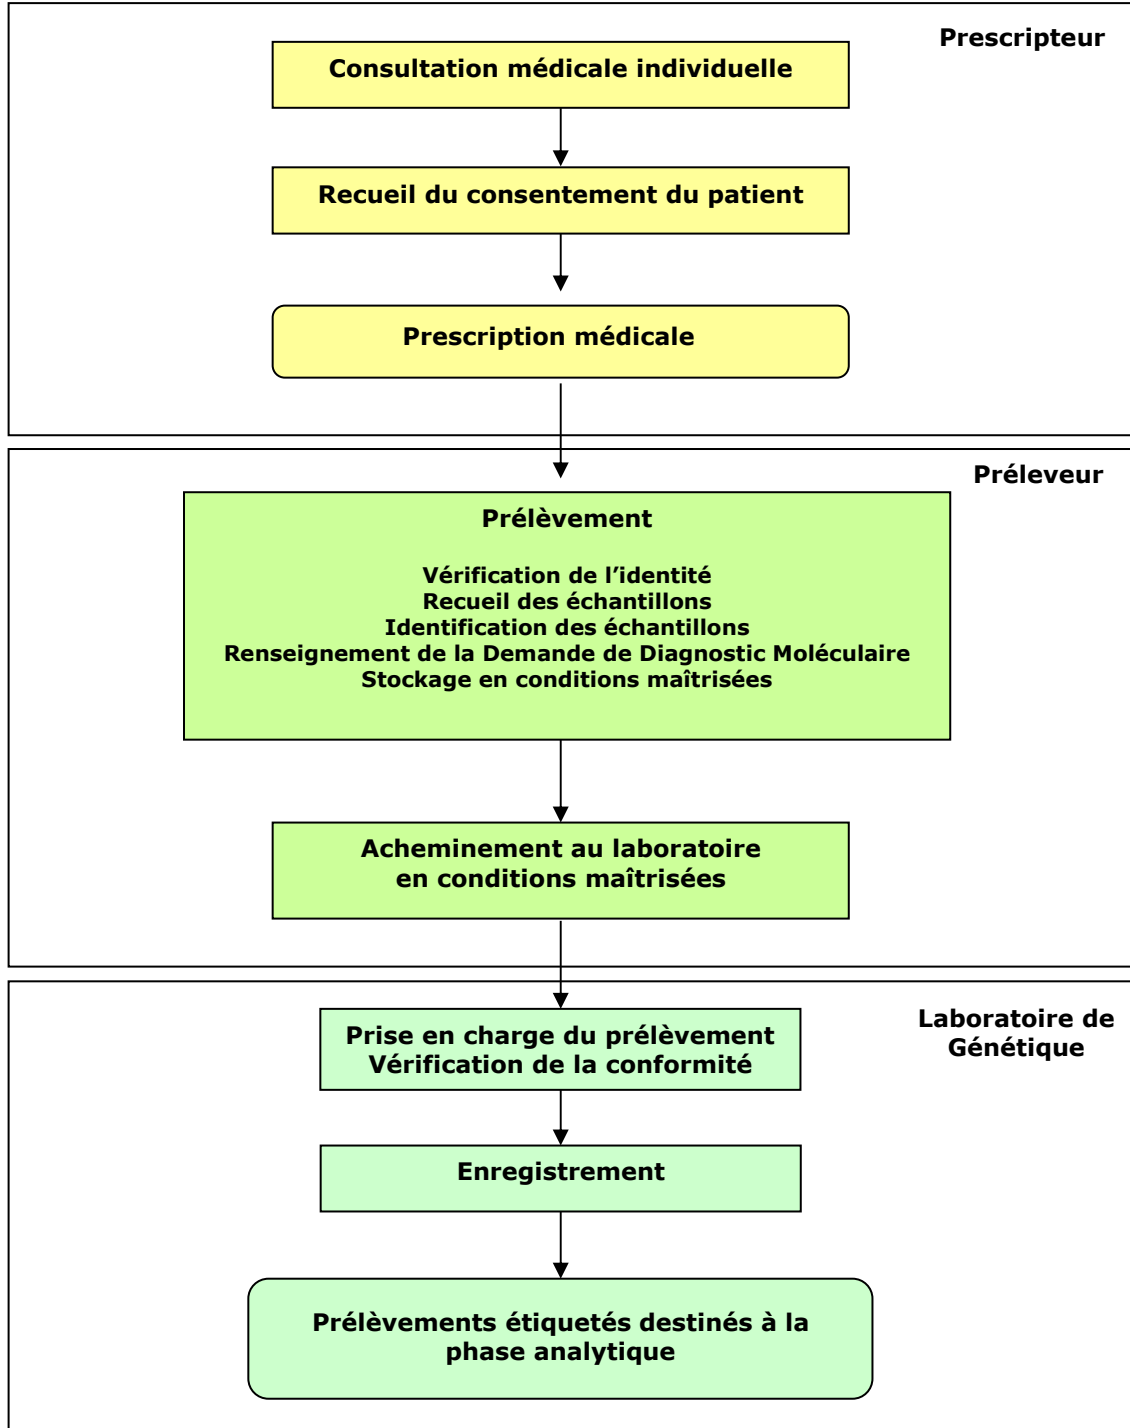 Prescripteur
Consultation médicale individuelle
Recueil du consentement du patient
Prescription médicale
Préleveur
Prélèvement
Vérification de l’identité
Recueil des échantillons
Identification des échantillons
Renseignement de la Demande de Diagnostic Moléculaire
Stockage en conditions maîtrisées
Acheminement au laboratoire
en conditions maîtrisées
Laboratoire de
Génétique
Prise en charge du prélèvement
Vérification de la conformité
Enregistrement
Prélèvements étiquetés destinés à la
phase analytique